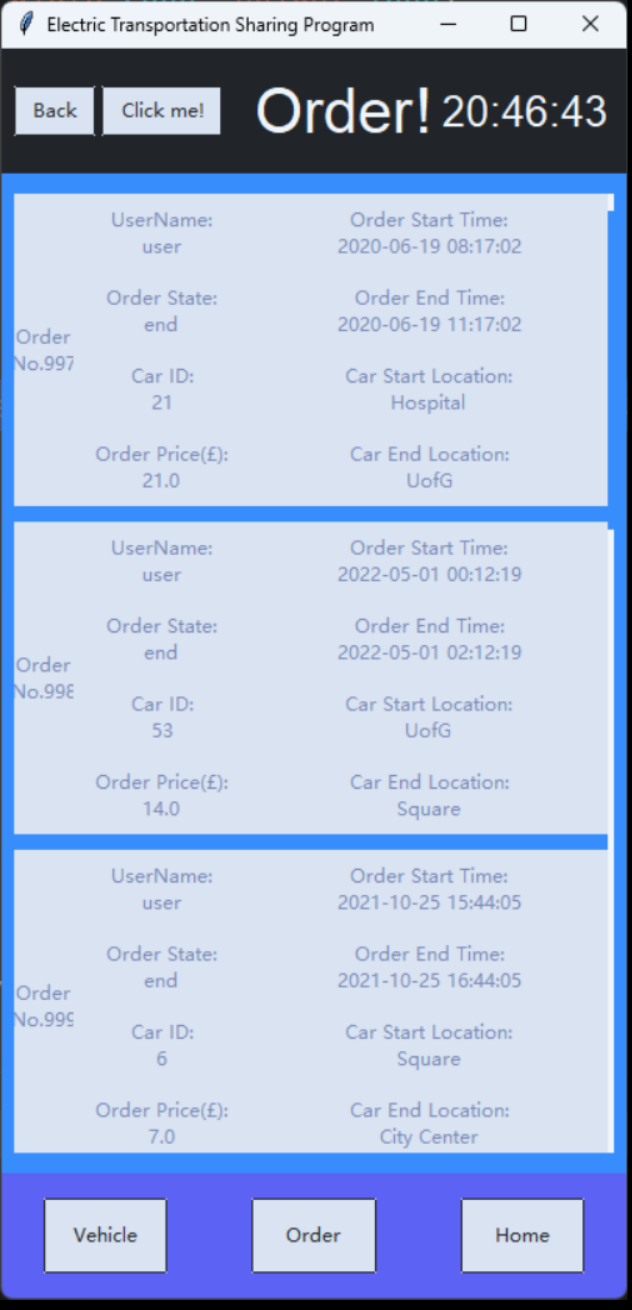 Electric Transportation Sharing Program
Back
Click me!
Order!
20:46:43
Order
No.997
UserName:
user
Order State:
end
Car ID:
21
Order Price(£):
21.0
Order Start Time:
2020-06-19 08:17:02
Order End Time:
2020-06-19 11:17:02
Car Start Location:
Hospital
Car End Location:
UofG
Order
No.998
UserName:
user
Order State:
end
Car ID:
53
Order Price(£):
14.0
Order Start Time:
2022-05-01 00:12:19
Order End Time:
2022-05-01 02:12:19
Car Start Location:
UofG
Car End Location:
Square
Order
No.999
UserName:
user
Order State:
end
Car ID:
6
Order Price(£):
7.0
Order Start Time:
2021-10-25 15:44:05
Order End Time:
2021-10-25 16:44:05
Car Start Location:
Square
Car End Location:
City Center
Vehicle
Order
Home